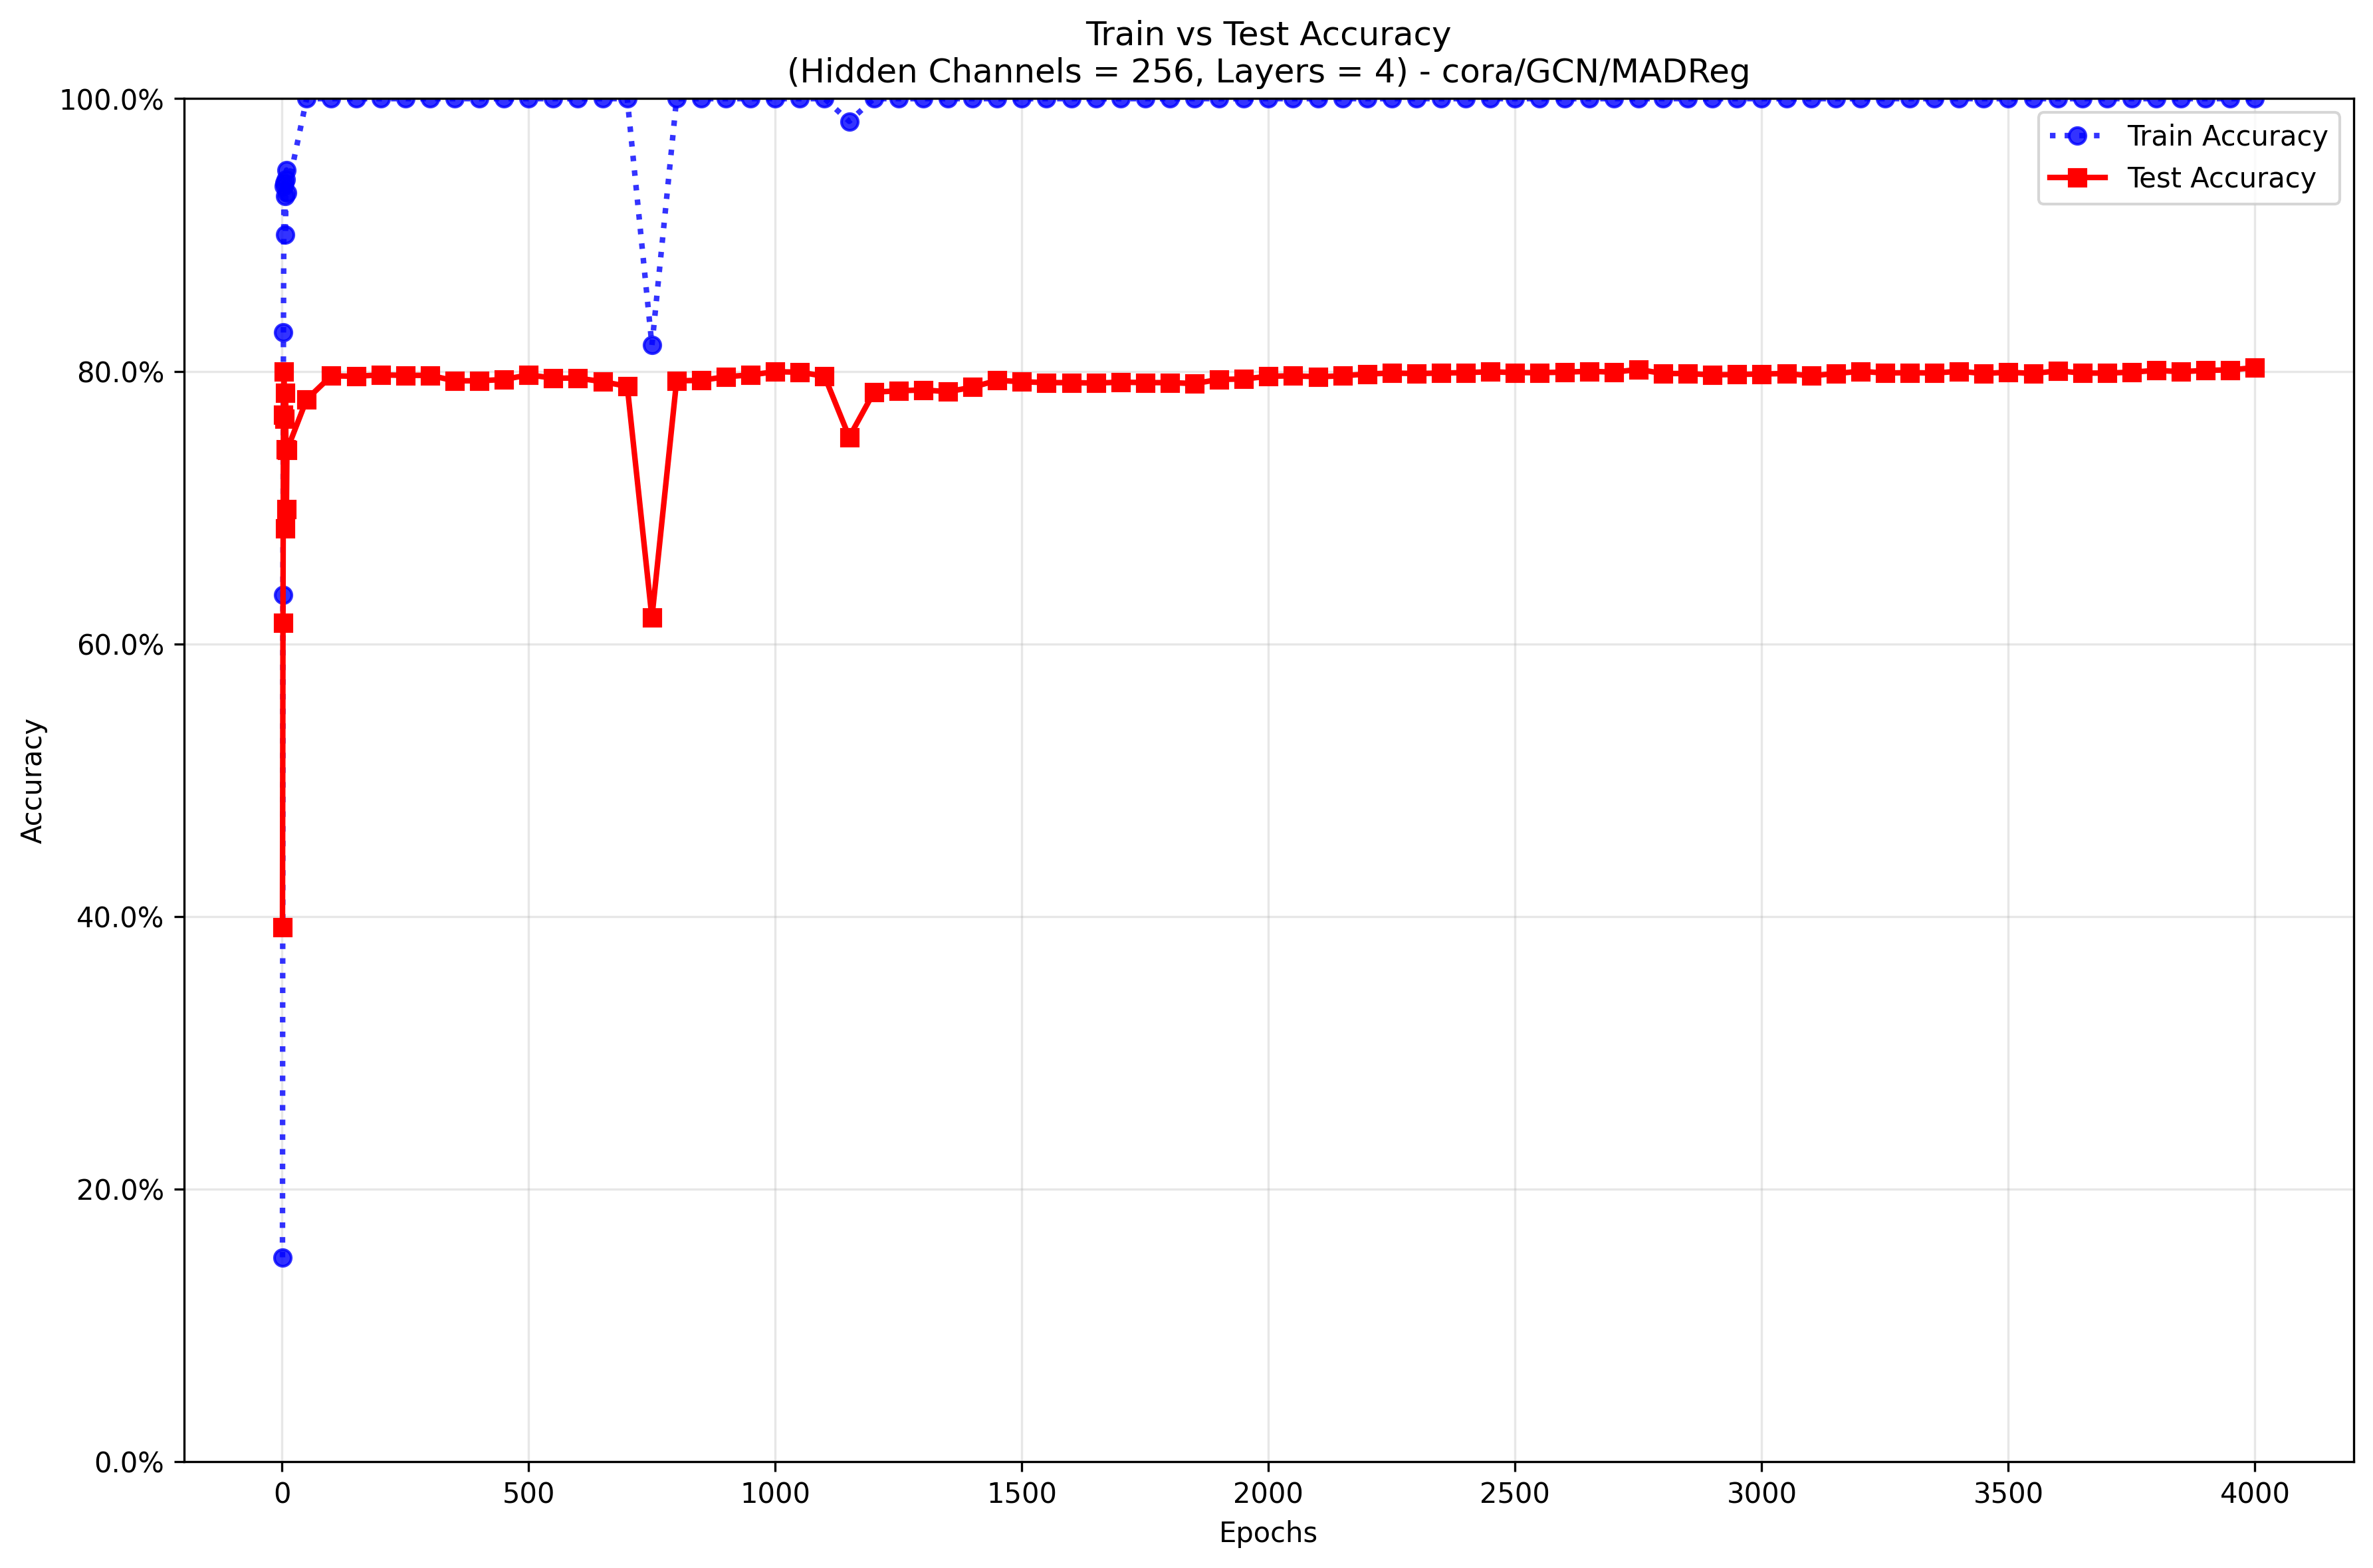 Train vs Test Accuracy
(Hidden Channels = 256, Layers = 4) - cora/GCN/MADReg
100.0%
80.0%
60.0%
40.0%
20.0%
0.0%
Accuracy
Train Accuracy
Test Accuracy
0 500 1000 1500 2000 2500 3000 3500 4000
Epochs